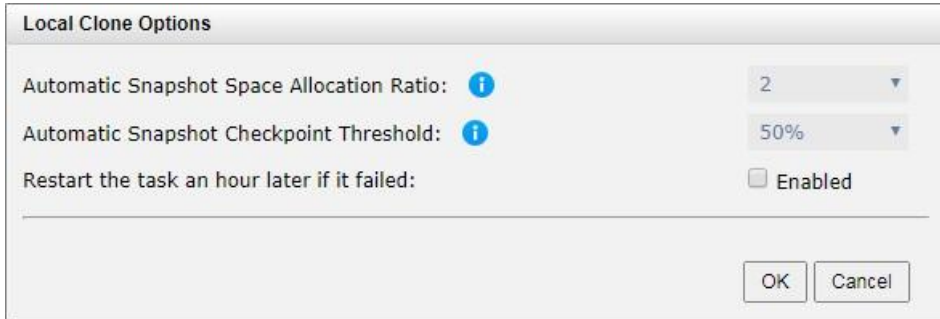 Local Clone Options
Automatic Snapshot Space Allocation Ratio: i 2
Automatic Snapshot Checkpoint Threshold: i 50%
Restart the task an hour later if it failed: Enabled
OK Cancel